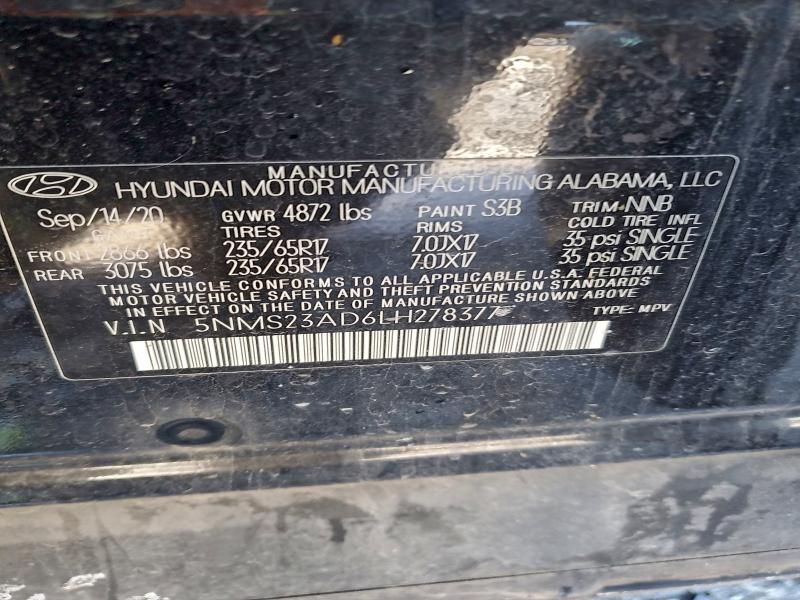 MANUFACTURED
HYUNDAI MOTOR MANUFACTURING ALABAMA, LLC
Sep/14/20 GVWR 4872 lbs PAINT S3B TRIM NNB
TIRES RIMS COLD TIRE INFL
FRONT 2866 lbs 235/65R17 7.0JX17 35 psi SINGLE
REAR 3075 lbs 235/65R17 7.0JX17 35 psi SINGLE
THIS VEHICLE CONFORMS TO ALL APPLICABLE U.S.A. FEDERAL
MOTOR VEHICLE SAFETY AND THEFT PREVENTION STANDARDS
IN EFFECT ON THE DATE OF MANUFACTURE SHOWN ABOVE.
V.I.N 5NMS23AD6LH278377 TYPE: MPV